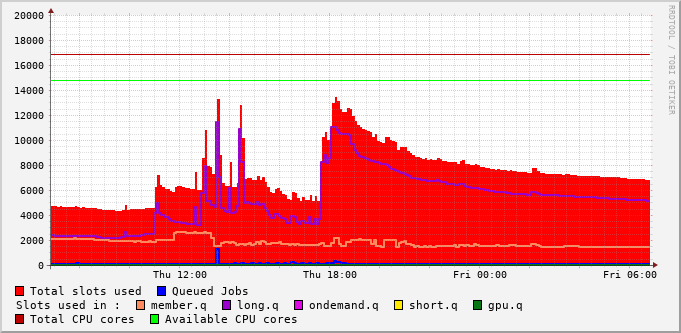 20000
18000
16000
14000
12000
10000
8000
6000
4000
2000
0
Thu 12:00 Thu 18:00 Fri 00:00 Fri 06:00
Total slots used Queued Jobs
Slots used in : member.q long.q ondemand.q short.q gpu.q
Total CPU cores Available CPU cores
RRDTOOL / TOBI OETIKER